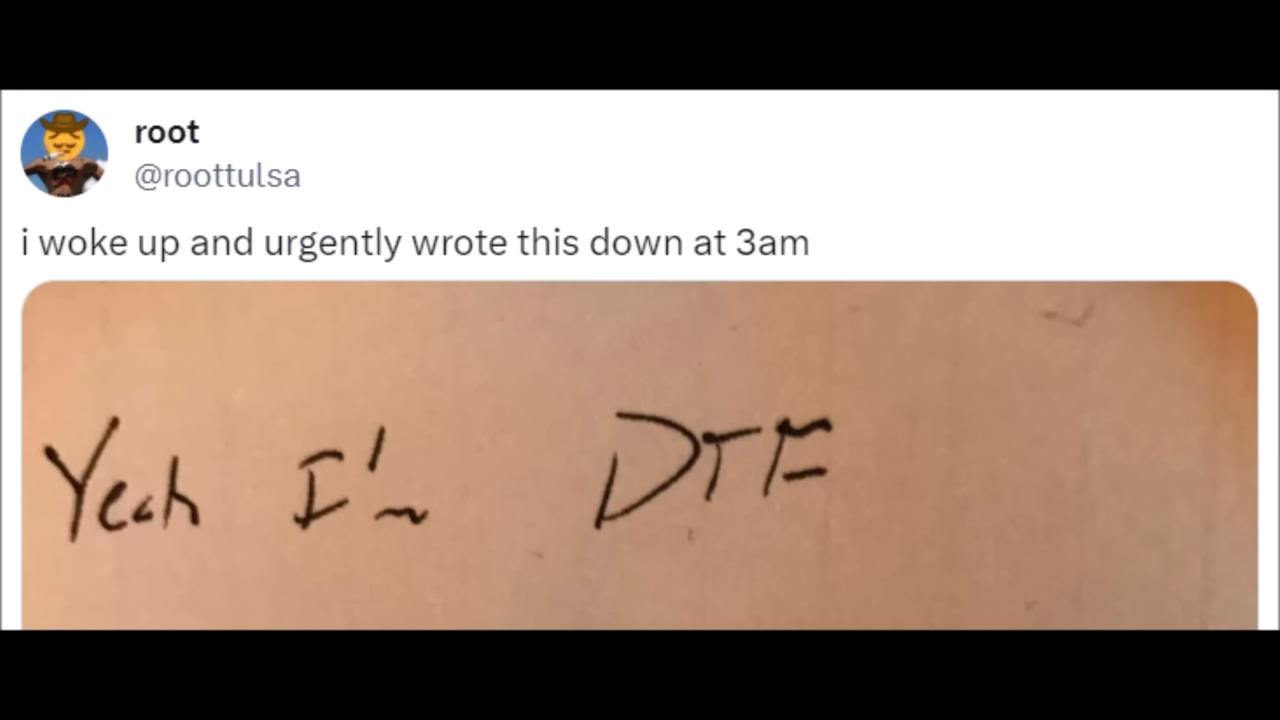 root
@roottulsa
i woke up and urgently wrote this down at 3am
Yeah I'm DTF